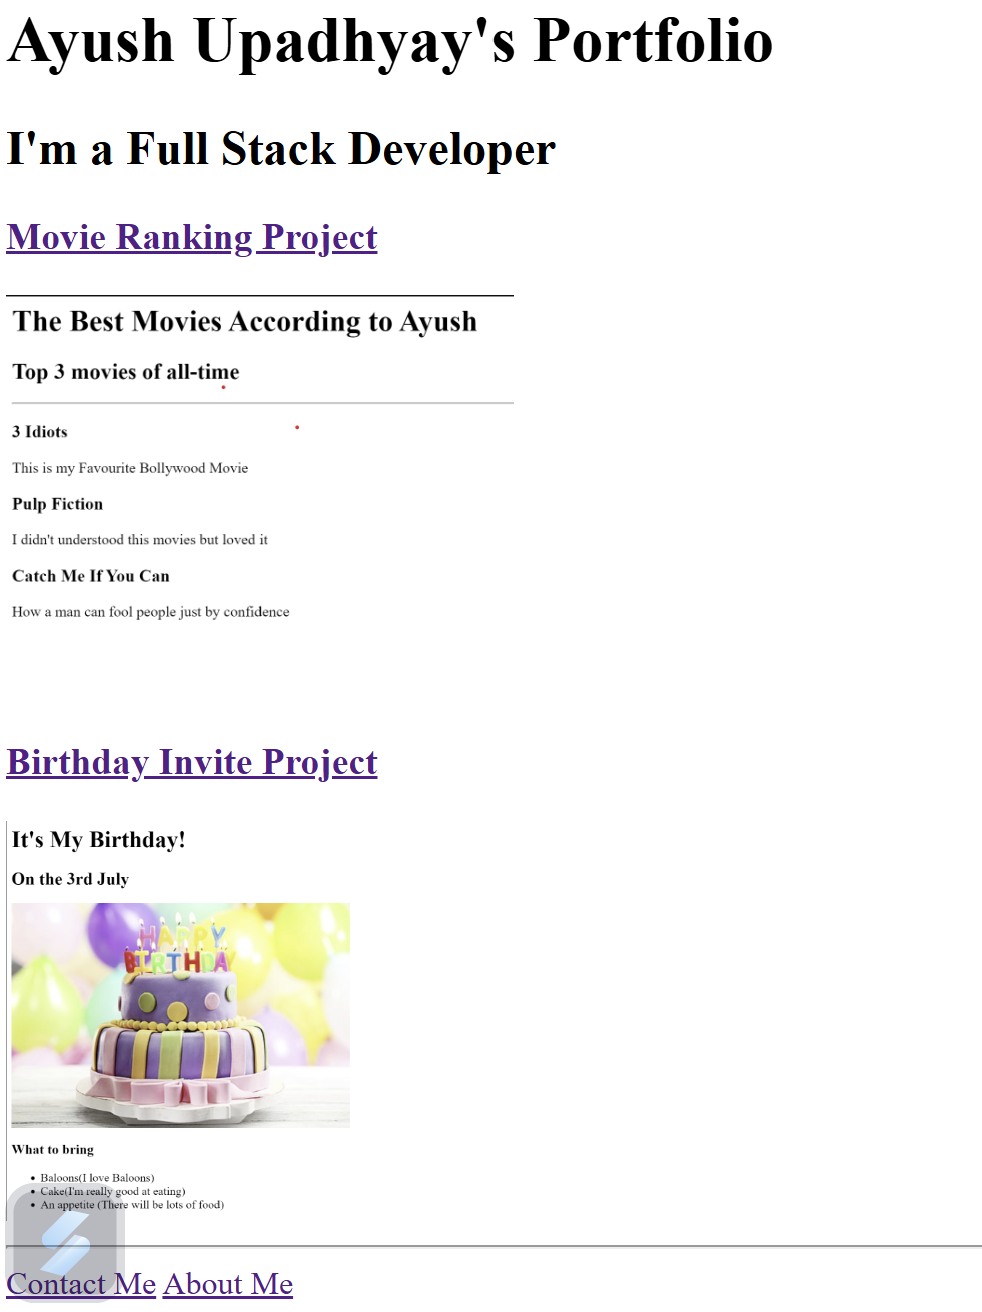 Ayush Upadhyay's Portfolio
I'm a Full Stack Developer
Movie Ranking Project
The Best Movies According to Ayush
Top 3 movies of all-time
3 Idiots
This is my Favourite Bollywood Movie
Pulp Fiction
I didn't understood this movies but loved it
Catch Me If You Can
How a man can fool people just by confidence
Birthday Invite Project
It's My Birthday!
On the 3rd July
HAPPY
BIRTHDAY
What to bring
Baloons(I love Baloons)
Cake(I'm really good at eating)
An appetite (There will be lots of food)
Contact Me About Me